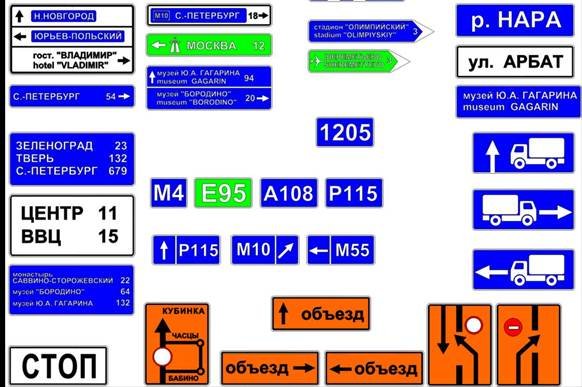 Н.НОВГОРОД
ЮРЬЕВ-ПОЛЬСКИЙ
гост. "ВЛАДИМИР"
hotel "VLADIMIR"
М10 С.-ПЕТЕРБУРГ 18
МОСКВА 12
стадион "ОЛИМПИЙСКИЙ"
stadium "OLIMPIYSKIY" 3
3
р. НАРА
ул. АРБАТ
музей Ю.А. ГАГАРИНА
museum GAGARIN 94
музей "БОРОДИНО"
museum "BORODINO" 20
музей Ю.А. ГАГАРИНА
museum GAGARIN
С.-ПЕТЕРБУРГ 54
1205
ЗЕЛЕНОГРАД 23
ТВЕРЬ 132
С.-ПЕТЕРБУРГ 679
М4
Е95
А108
Р115
ЦЕНТР 11
ВВЦ 15
Р115
М10
М55
монастырь
САВВИНО-СТОРОЖЕВСКИЙ 22
музей "БОРОДИНО" 64
музей Ю.А. ГАГАРИНА 132
КУБИНКА
ЧАСЦЫ
БАБИНО
объезд
объезд
объезд
СТОП